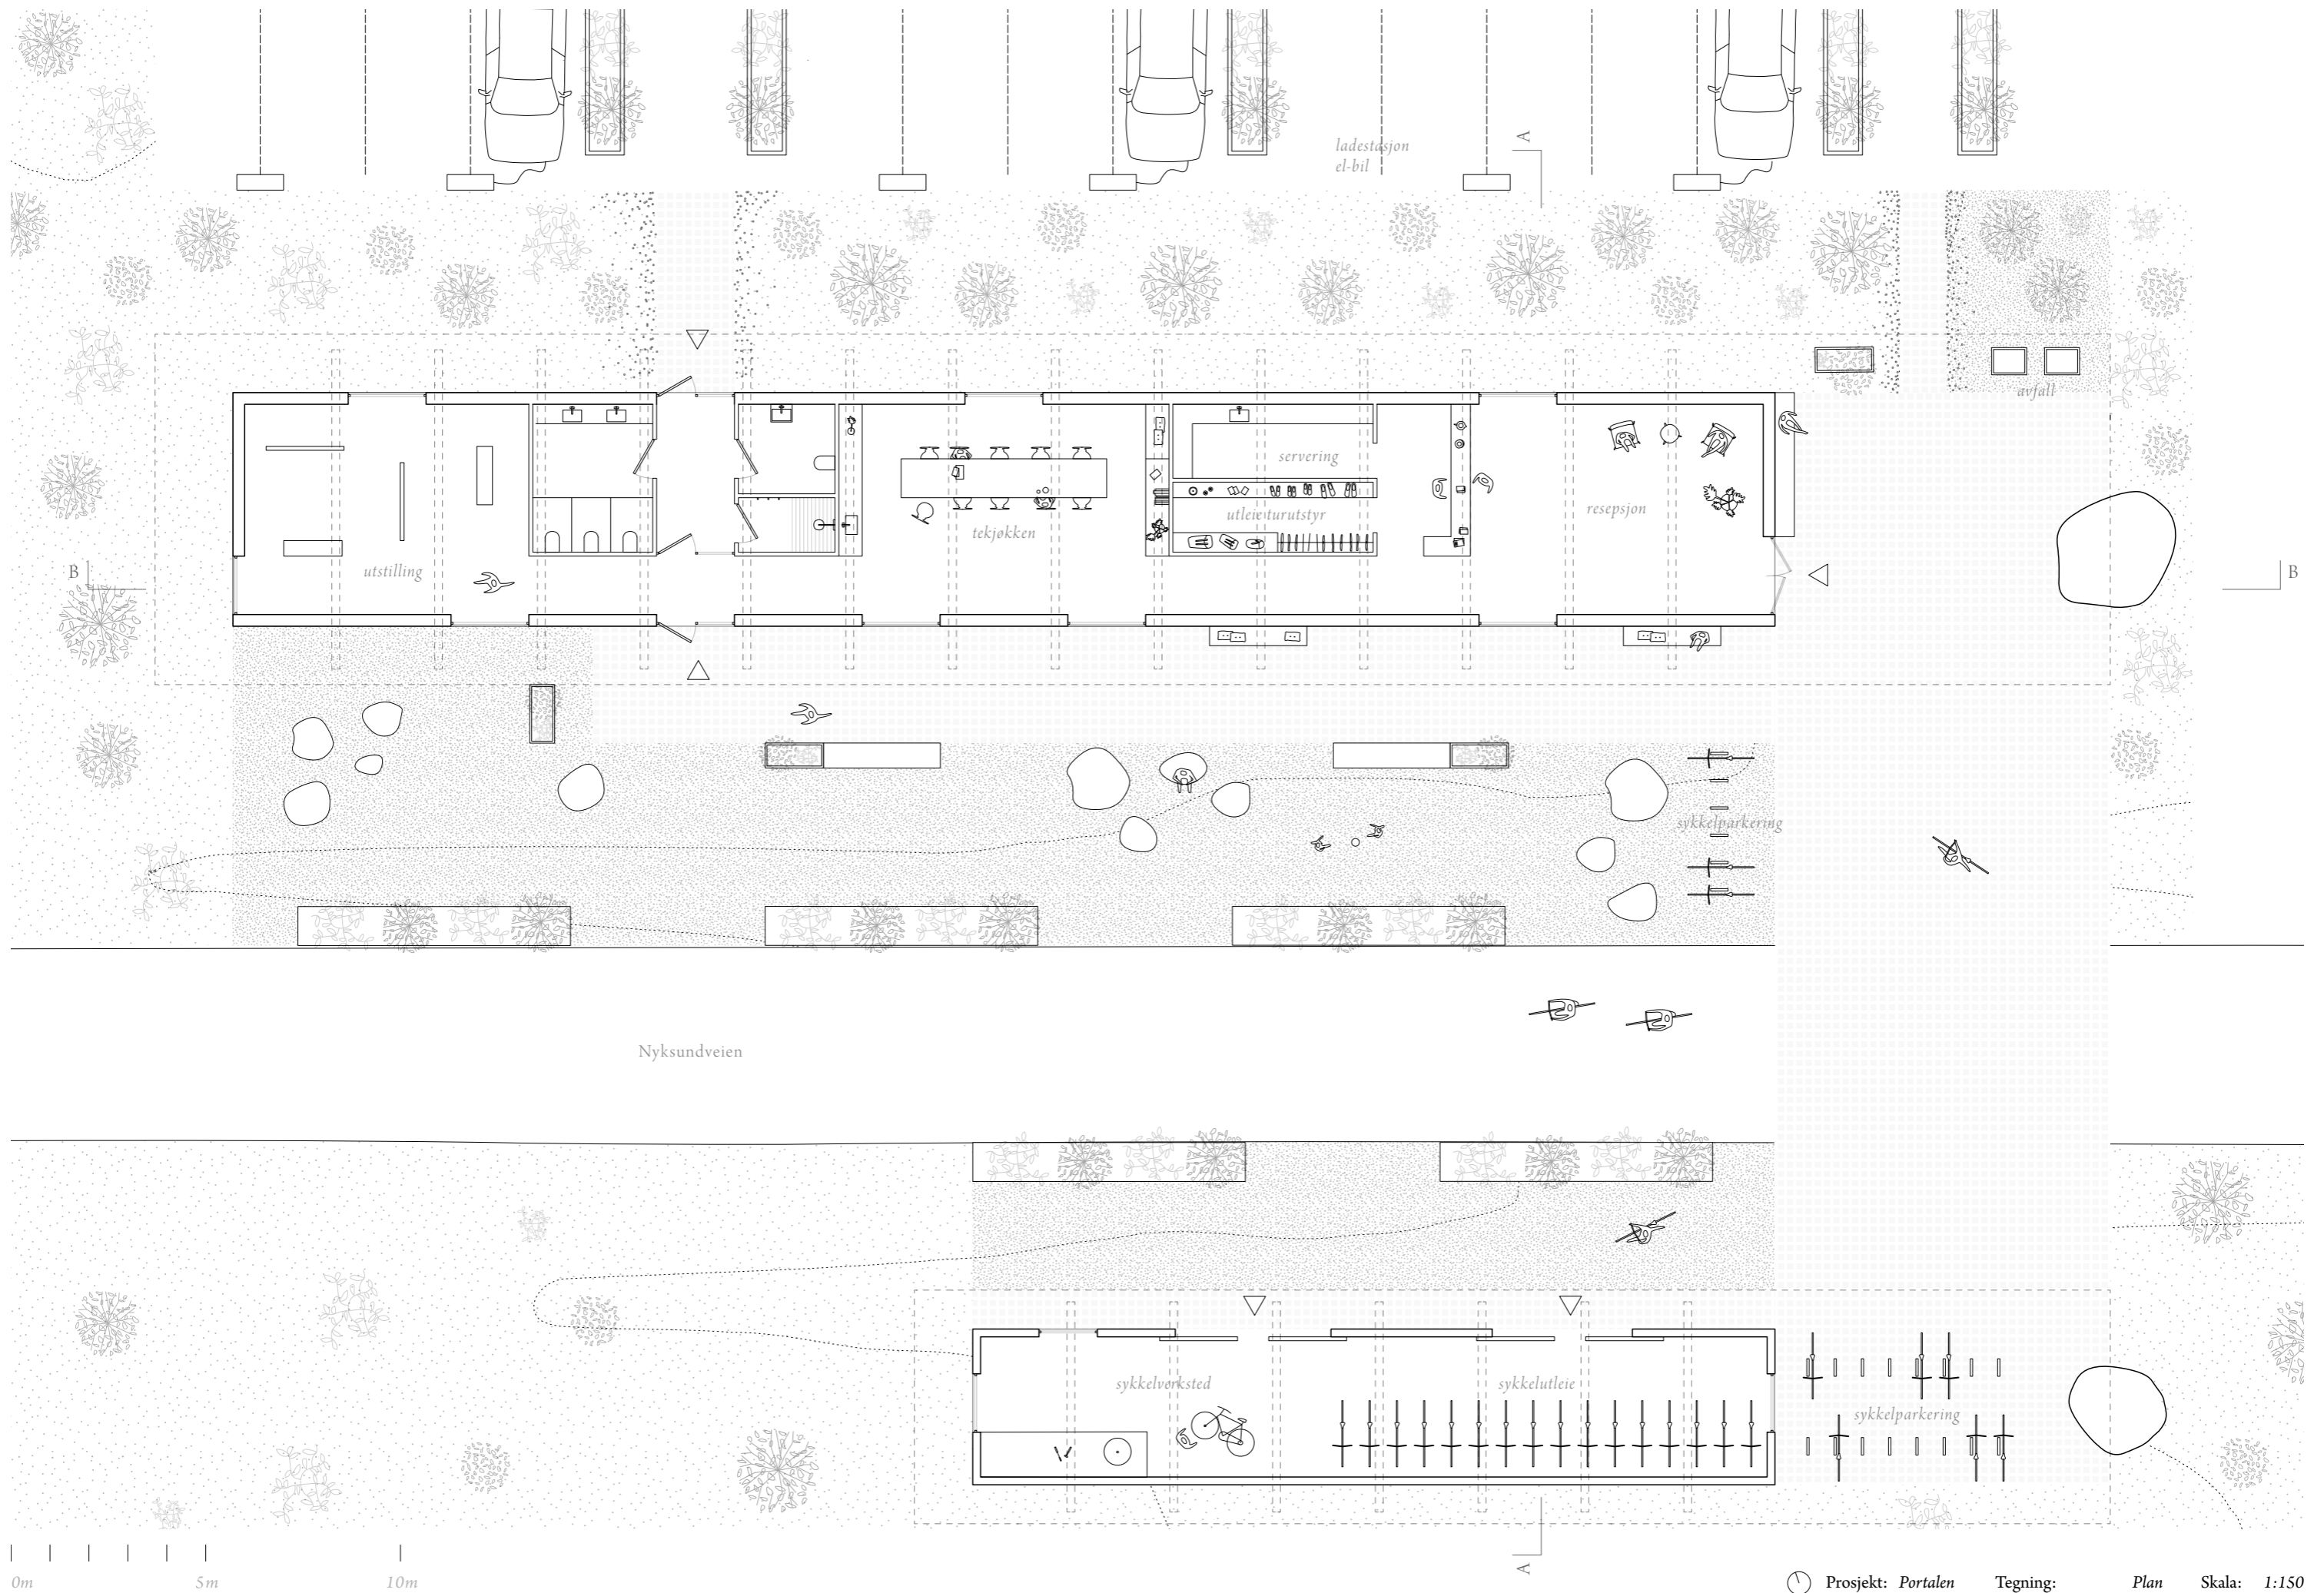 A
ladestasjon
el-bil
avfall
servering
utleie turutstyr
resepsjon
tekjøkken
utstilling
B
B
sykkelparkering
Nyksundveien
sykkelverksted
sykkelutleie
sykkelparkering
A
0m 5m 10m
Prosjekt: Portalen Tegning: Plan Skala: 1:150